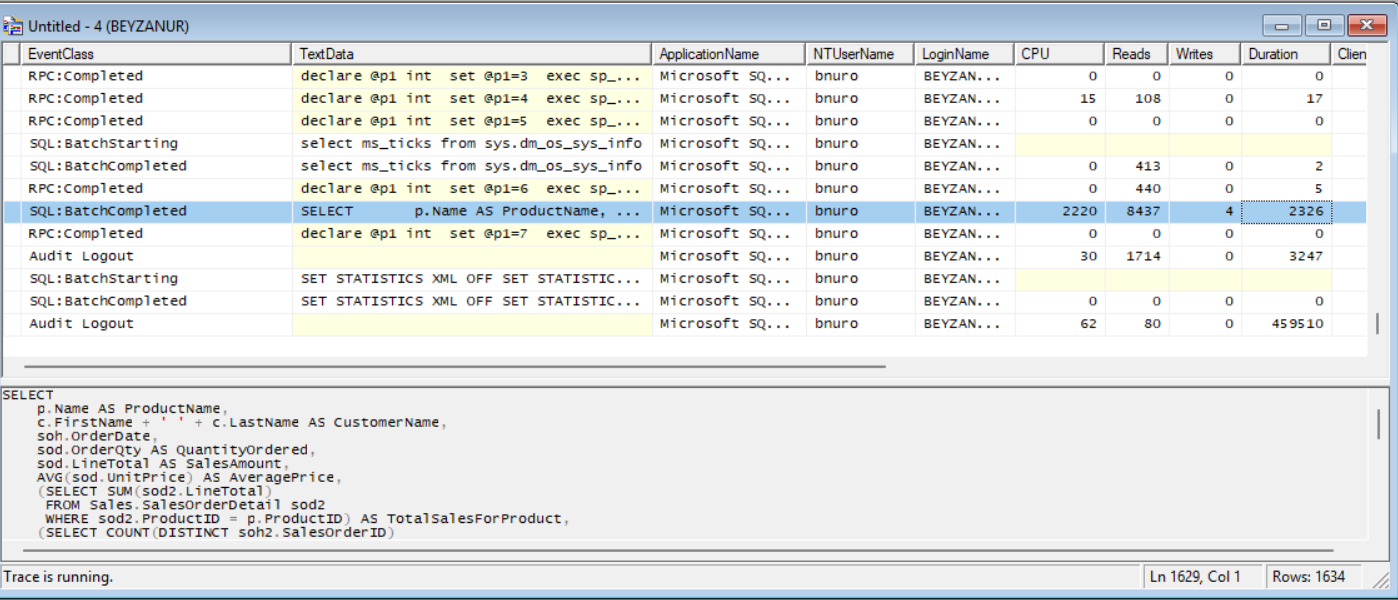 Untitled - 4 (BEYZANUR)
EventClass TextData ApplicationName NTUserName LoginName CPU Reads Writes Duration Clien
RPC:Completed declare @p1 int set @p1=3 exec sp_... Microsoft SQ... bnuro BEYZAN... 0 0 0 0
RPC:Completed declare @p1 int set @p1=4 exec sp_... Microsoft SQ... bnuro BEYZAN... 15 108 0 17
RPC:Completed declare @p1 int set @p1=5 exec sp_... Microsoft SQ... bnuro BEYZAN... 0 0 0 0
SQL:BatchStarting select ms_ticks from sys.dm_os_sys_info Microsoft SQ... bnuro BEYZAN...
SQL:BatchCompleted select ms_ticks from sys.dm_os_sys_info Microsoft SQ... bnuro BEYZAN... 0 413 0 2
RPC:Completed declare @p1 int set @p1=6 exec sp_... Microsoft SQ... bnuro BEYZAN... 0 440 0 5
SQL:BatchCompleted SELECT p.Name AS ProductName, ... Microsoft SQ... bnuro BEYZAN... 2220 8437 4 2326
RPC:Completed declare @p1 int set @p1=7 exec sp_... Microsoft SQ... bnuro BEYZAN... 0 0 0 0
Audit Logout Microsoft SQ... bnuro BEYZAN... 30 1714 0 3247
SQL:BatchStarting SET STATISTICS XML OFF SET STATISTIC... Microsoft SQ... bnuro BEYZAN...
SQL:BatchCompleted SET STATISTICS XML OFF SET STATISTIC... Microsoft SQ... bnuro BEYZAN... 0 0 0 0
Audit Logout Microsoft SQ... bnuro BEYZAN... 62 80 0 459510
SELECT
p.Name AS ProductName,
c.FirstName + ' ' + c.LastName AS CustomerName,
soh.OrderDate,
sod.OrderQty AS QuantityOrdered,
sod.LineTotal AS SalesAmount,
AVG(sod.UnitPrice) AS AveragePrice,
(SELECT SUM(sod2.LineTotal)
FROM Sales.SalesOrderDetail sod2
WHERE sod2.ProductID = p.ProductID) AS TotalSalesForProduct,
(SELECT COUNT(DISTINCT soh2.SalesOrderID)
Trace is running. Ln 1629, Col 1 Rows: 1634